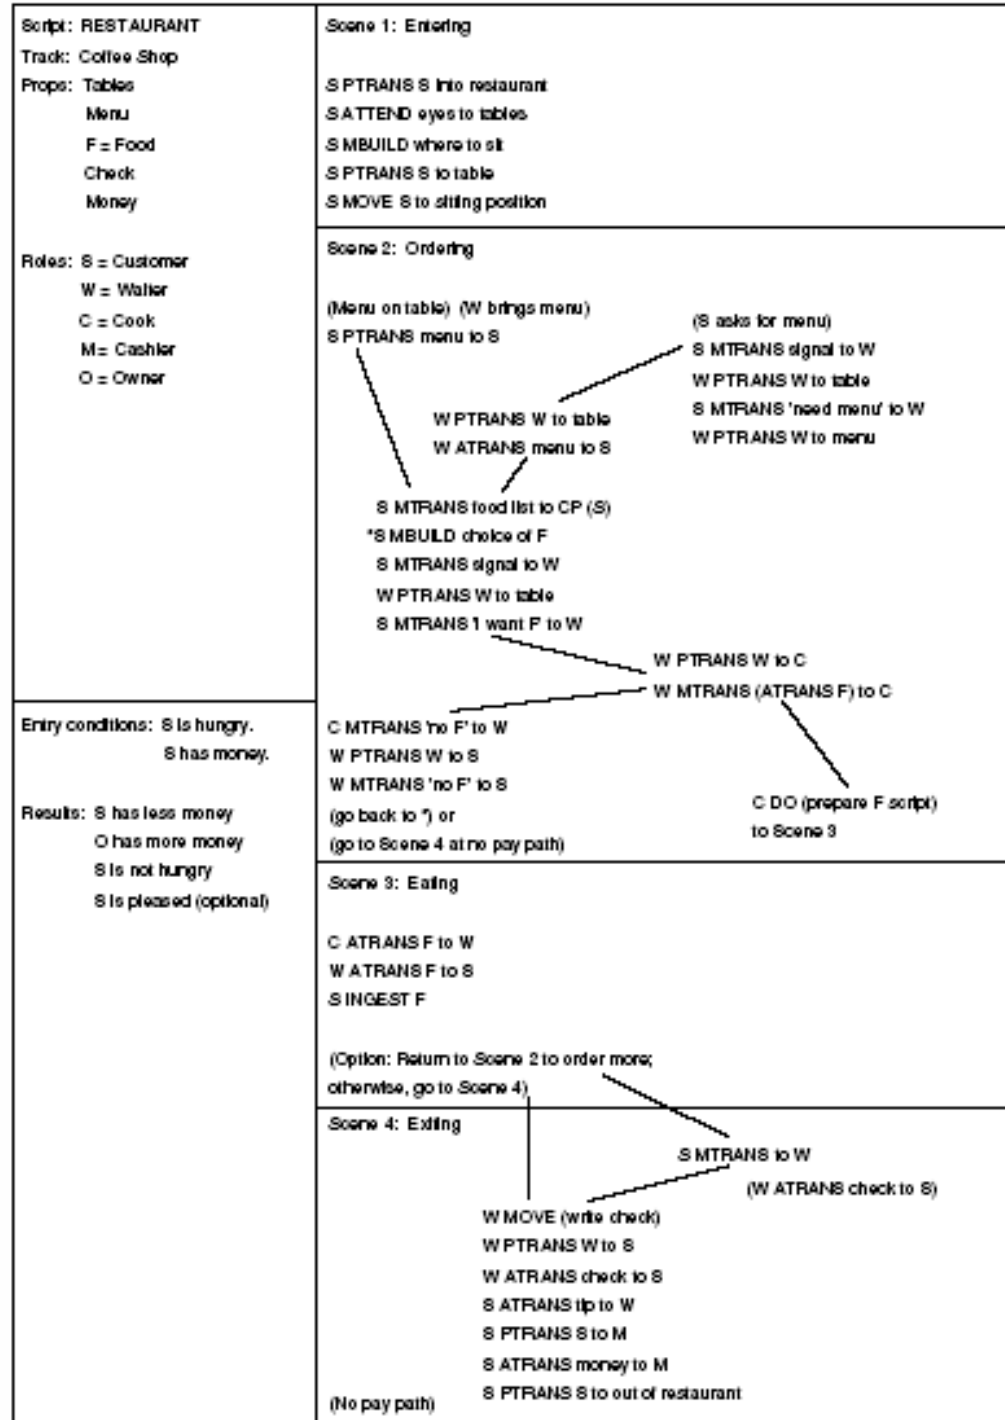 Script: RESTAURANT
Track: Coffee Shop
Props: Tables
Menu
F = Food
Check
Money
Roles: S = Customer
W = Waiter
C = Cook
M = Cashier
O = Owner
Entry conditions: S is hungry.
S has money.
Results: S has less money
O has more money
S is not hungry
S is pleased (optional)
Scene 1: Entering
S PTRANS S into restaurant
S ATTEND eyes to tables
S MBUILD where to sit
S PTRANS S to table
S MOVE S to sitting position
Scene 2: Ordering
(Menu on table) (W brings menu)
S PTRANS menu to S
(S asks for menu)
S MTRANS signal to W
W PTRANS W to table
S MTRANS 'need menu' to W
W PTRANS W to menu
W PTRANS W to table
W ATRANS menu to S
S MTRANS food list to CP (S)
*S MBUILD choice of F
S MTRANS signal to W
W PTRANS W to table
S MTRANS 'I want F' to W
W PTRANS W to C
W MTRANS (ATRANS F) to C
C MTRANS 'no F' to W
W PTRANS W to S
W MTRANS 'no F' to S
(go back to *) or
(go to Scene 4 at no pay path)
C DO (prepare F script)
to Scene 3
Scene 3: Eating
C ATRANS F to W
W ATRANS F to S
S INGEST F
(Option: Return to Scene 2 to order more;
otherwise, go to Scene 4)
Scene 4: Exiting
S MTRANS to W
(W ATRANS check to S)
W MOVE (write check)
W PTRANS W to S
W ATRANS check to S
S ATRANS tip to W
S PTRANS S to M
S ATRANS money to M
S PTRANS S to out of restaurant
(No pay path)